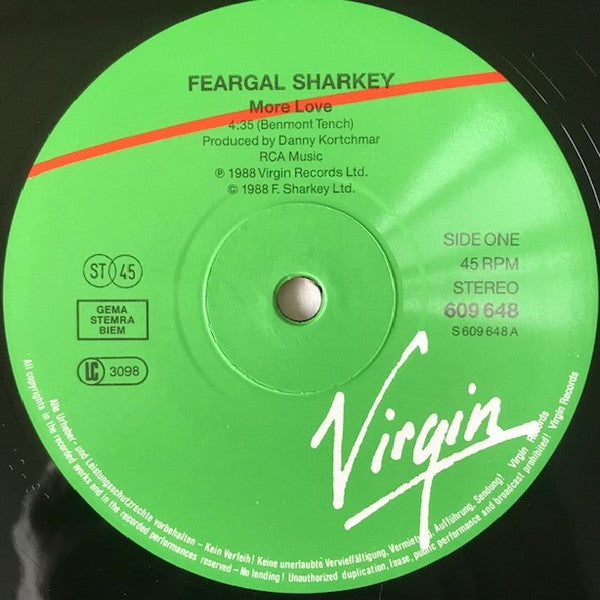 FEARGAL SHARKEY
More Love
4:35 (Benmont Tench)
Produced by Danny Kortchmar
RCA Music
℗ 1988 Virgin Records Ltd.
© 1988 F. Sharkey Ltd.
SIDE ONE
45 RPM
STEREO
609 648
S 609 648 A
ST 45
GEMA
STEMRA
BIEM
LC 3098
Virgin
Alle Urheber- und Leistungsschutzrechte vorbehalten – Kein Verleih! Keine unerlaubte Vervielfältigung, Vermietung, Aufführung, Sendung! Virgin Records
All copyrights in the recorded works and in the recorded performances reserved – No lending! Unauthorized duplication, lease, public performance and broadcast prohibited! Virgin Records